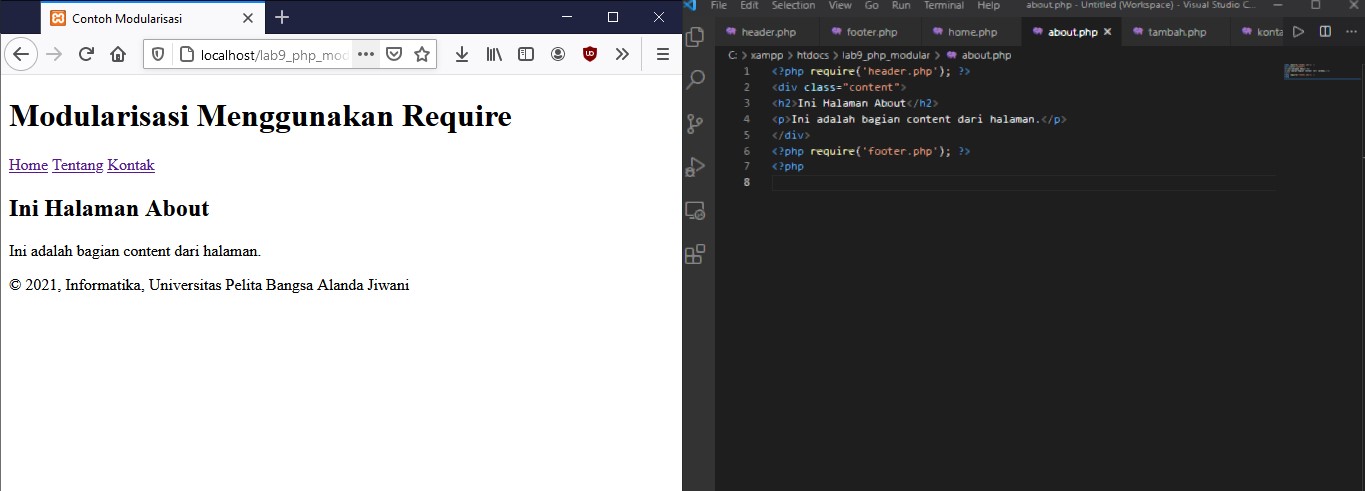 Contoh Modularisasi
localhost/lab9_php_mod
Modularisasi Menggunakan Require
Home Tentang Kontak
Ini Halaman About
Ini adalah bagian content dari halaman.
© 2021, Informatika, Universitas Pelita Bangsa Alanda Jiwani
File Edit Selection View Go Run Terminal Help about.php - Untitled (Workspace) - Visual Studio C...
header.php footer.php home.php about.php tambah.php konta
C: > xampp > htdocs > lab9_php_modular > about.php
1 <?php require('header.php'); ?>
2 <div class="content">
3 <h2>Ini Halaman About</h2>
4 <p>Ini adalah bagian content dari halaman.</p>
5 </div>
6 <?php require('footer.php'); ?>
7 <?php
8